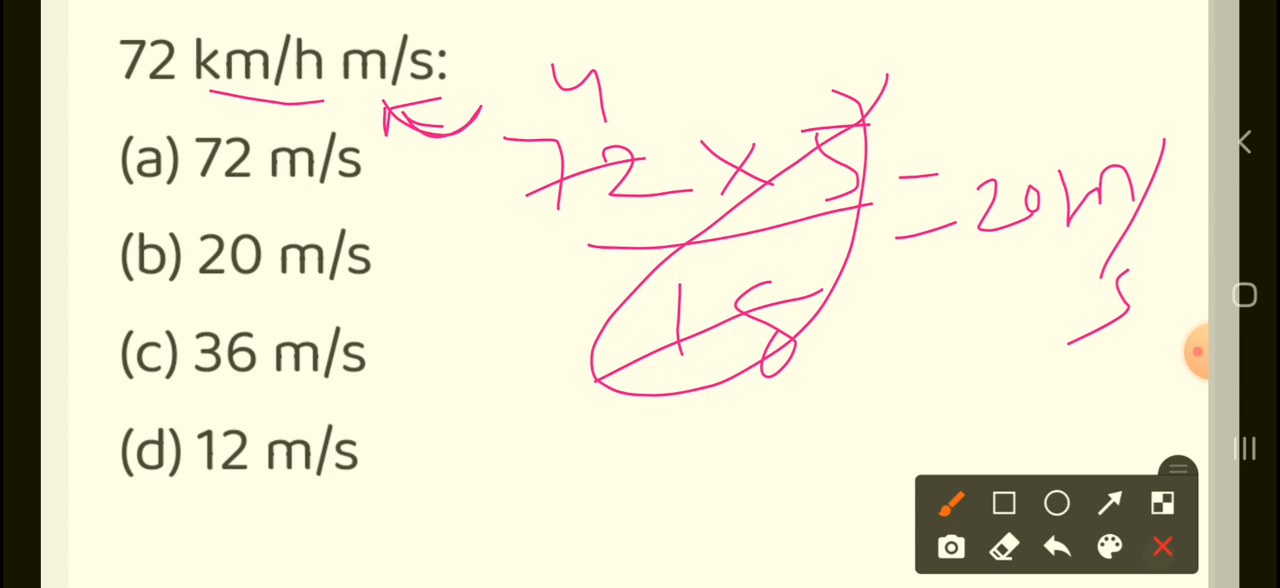 72 km/h m/s:
(a) 72 m/s
(b) 20 m/s
(c) 36 m/s
(d) 12 m/s
4
72 × 5
18
= 20 m/s